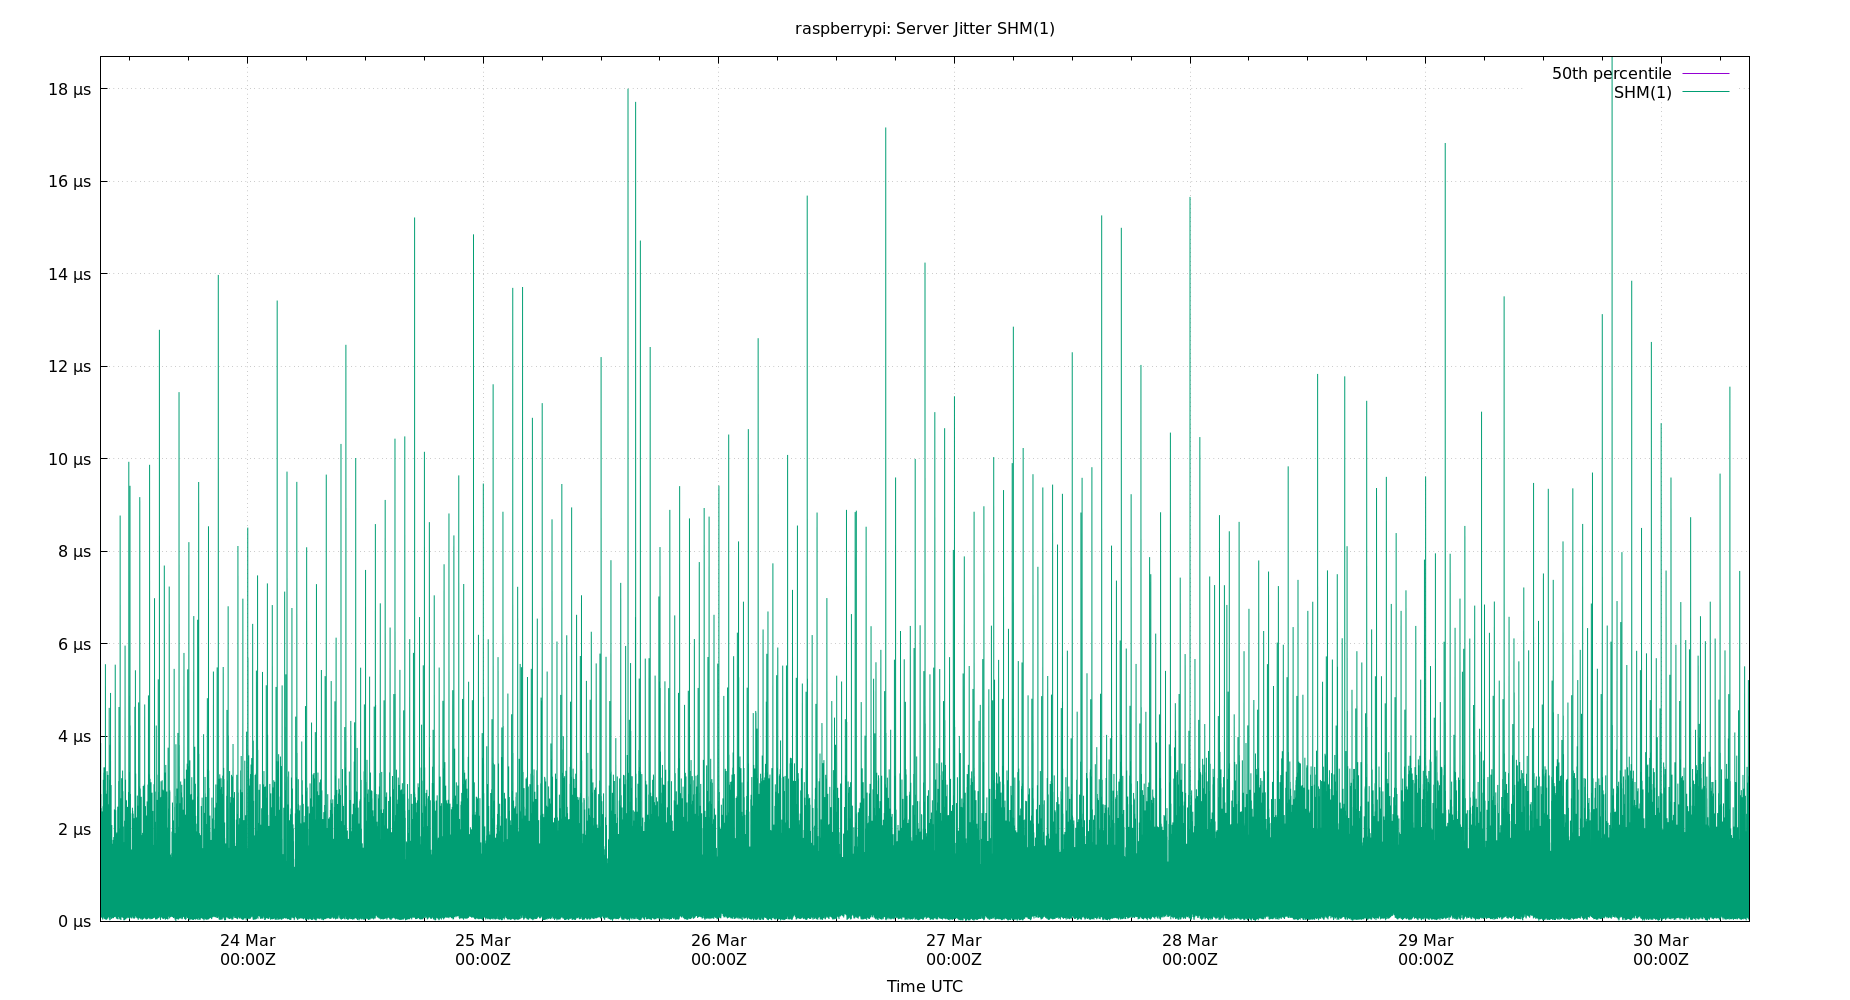 raspberrypi: Server Jitter SHM(1)
50th percentile
SHM(1)
18 µs
16 µs
14 µs
12 µs
10 µs
8 µs
6 µs
4 µs
2 µs
0 µs
24 Mar 25 Mar 26 Mar 27 Mar 28 Mar 29 Mar 30 Mar
00:00Z 00:00Z 00:00Z 00:00Z 00:00Z 00:00Z 00:00Z
Time UTC